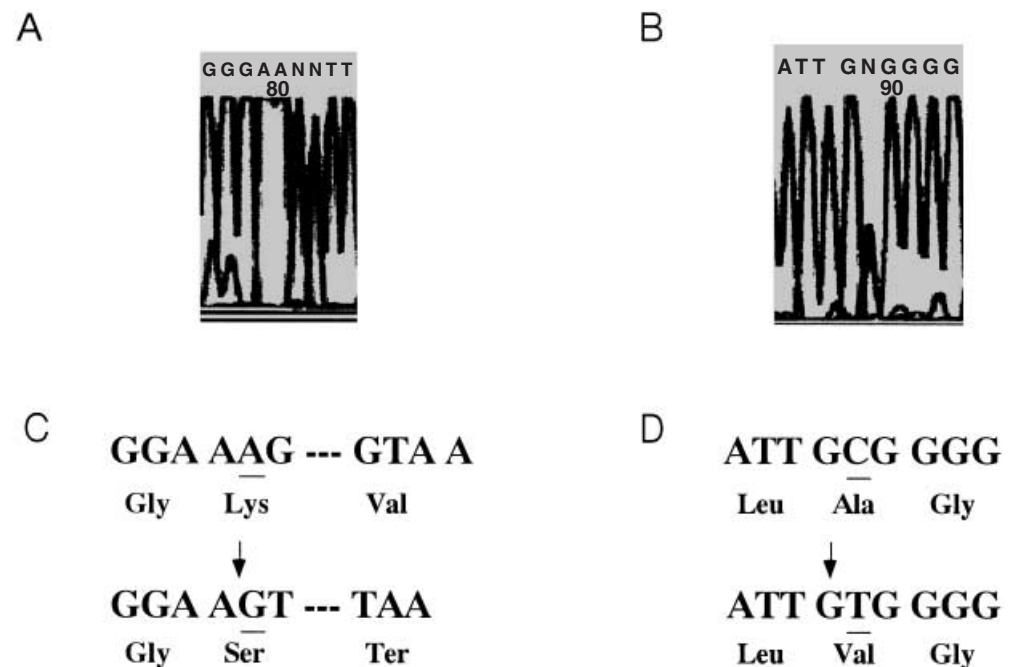 A
GGGAANNTT
80
B
ATT GNGGGG
90
C
GGA AAG --- GTAA A
Gly Lys Val
GGA AGT --- TAA
Gly Ser Ter
D
ATT GCG GGG
Leu Ala Gly
ATT GTG GGG
Leu Val Gly